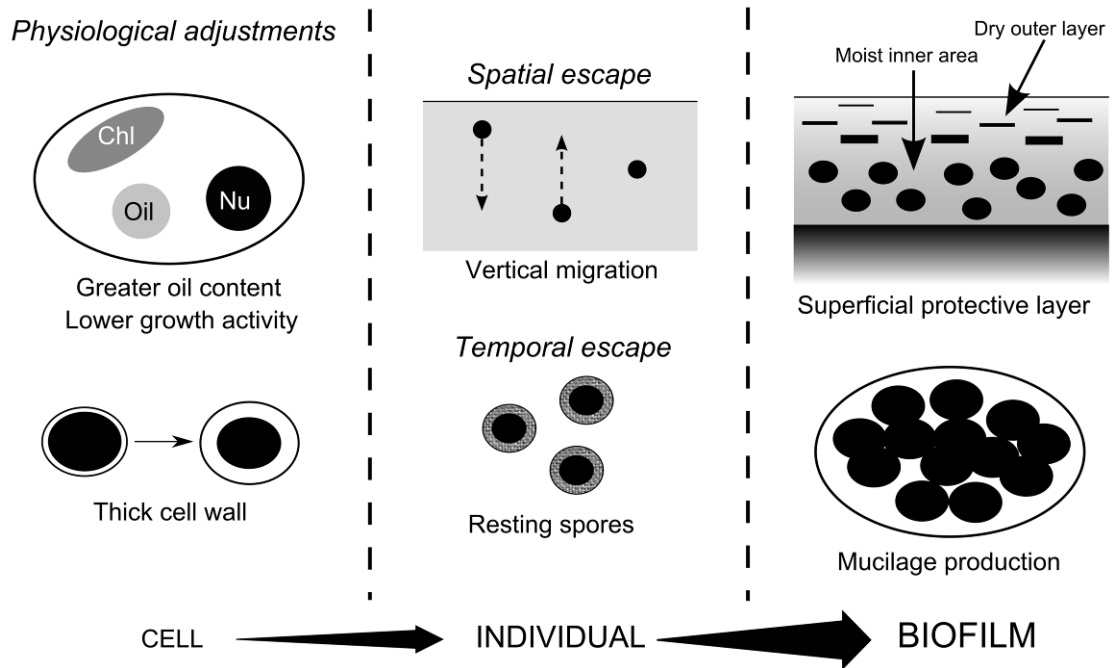 Physiological adjustments
Chl
Oil
Nu
Greater oil content
Lower growth activity
Thick cell wall
Spatial escape
Vertical migration
Temporal escape
Resting spores
Dry outer layer
Moist inner area
Superficial protective layer
Mucilage production
CELL
INDIVIDUAL
BIOFILM